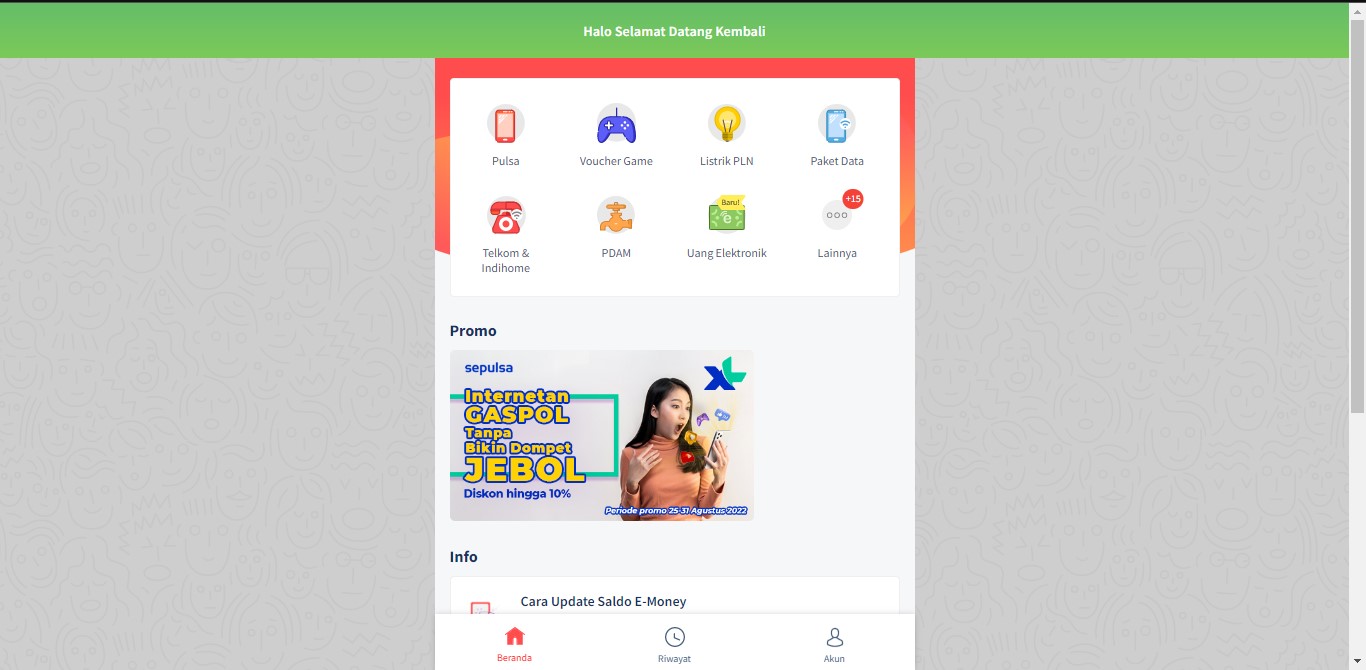 Halo Selamat Datang Kembali
Pulsa
Voucher Game
Listrik PLN
Paket Data
Telkom &
Indihome
PDAM
Baru!
e
Uang Elektronik
+15
Lainnya
Promo
sepulsa
XL
Internetan
GASPOL
Tanpa
Bikin Dompet
JEBOL
Diskon hingga 10%
Periode promo 25-31 Agustus 2022
Info
Cara Update Saldo E-Money
Beranda
Riwayat
Akun